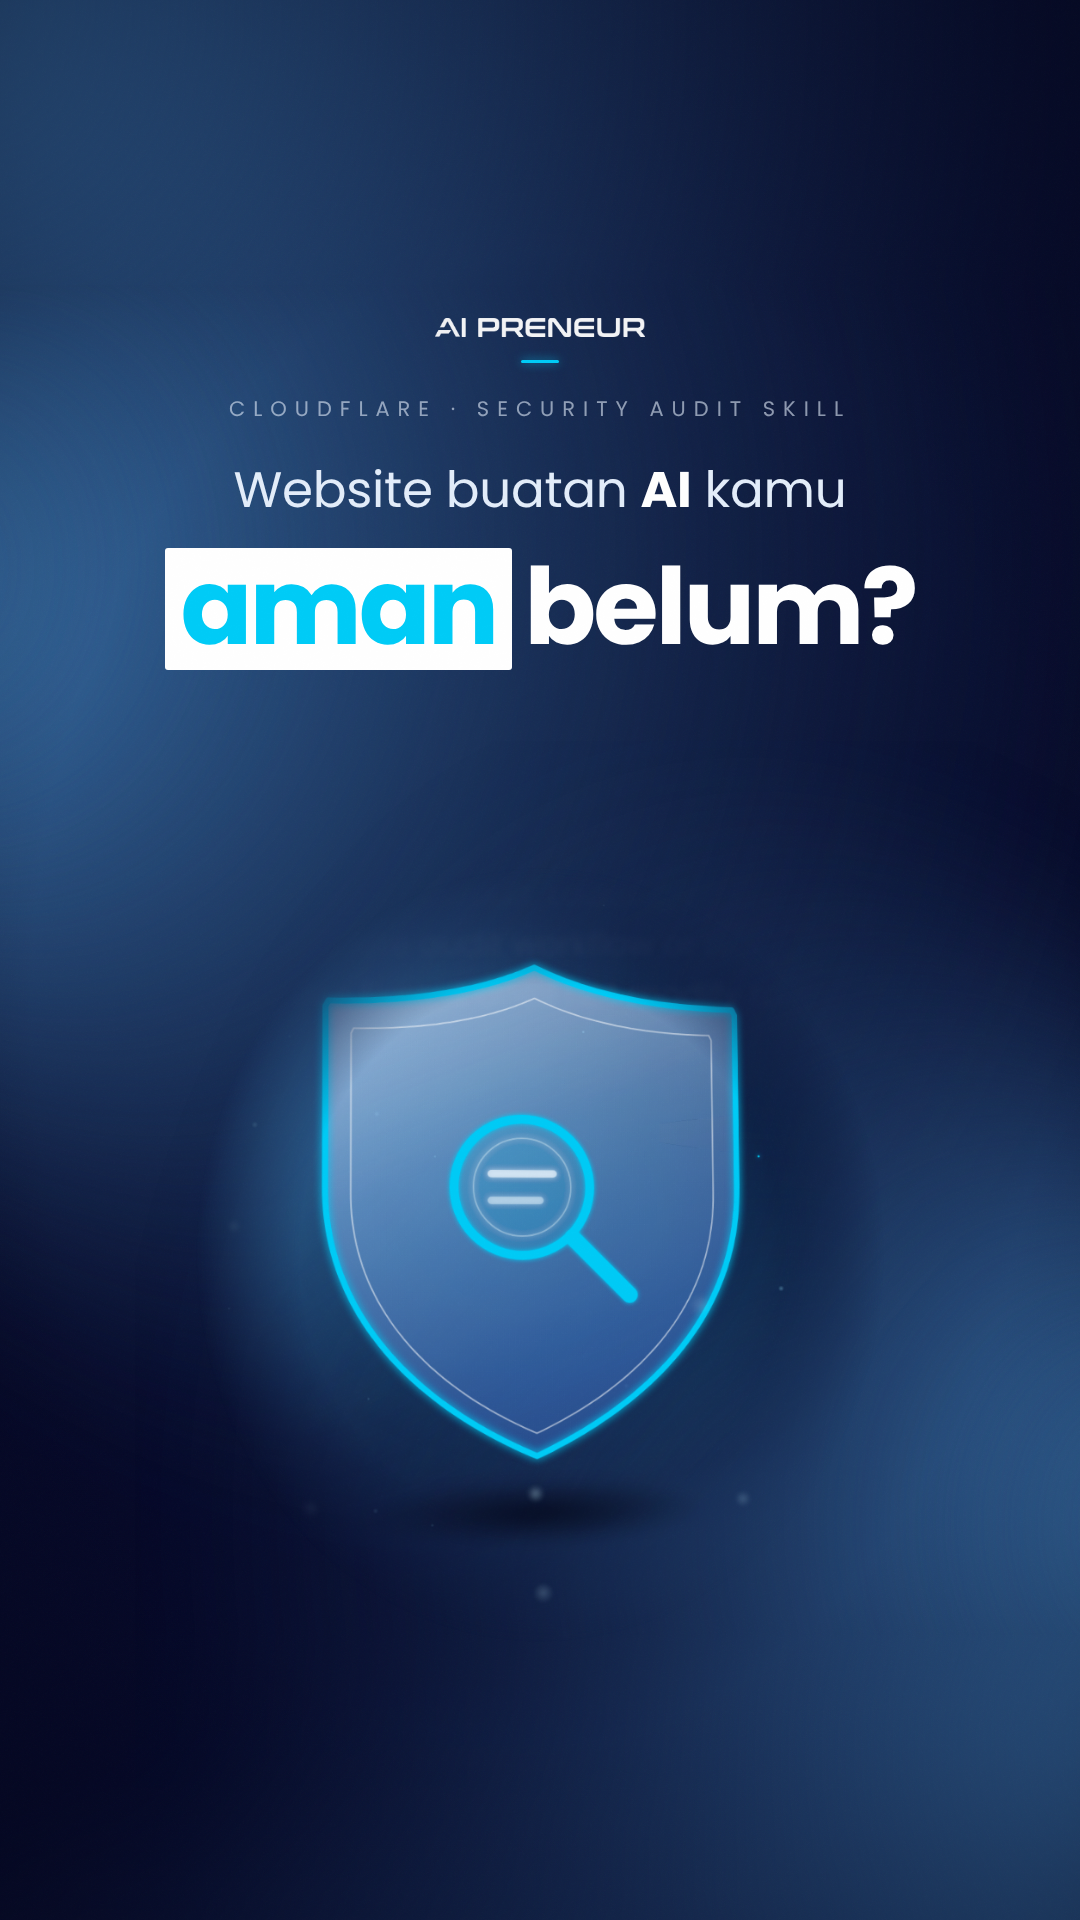 AI PRENEUR
CLOUDFLARE · SECURITY AUDIT SKILL
Website buatan AI kamu
aman belum?